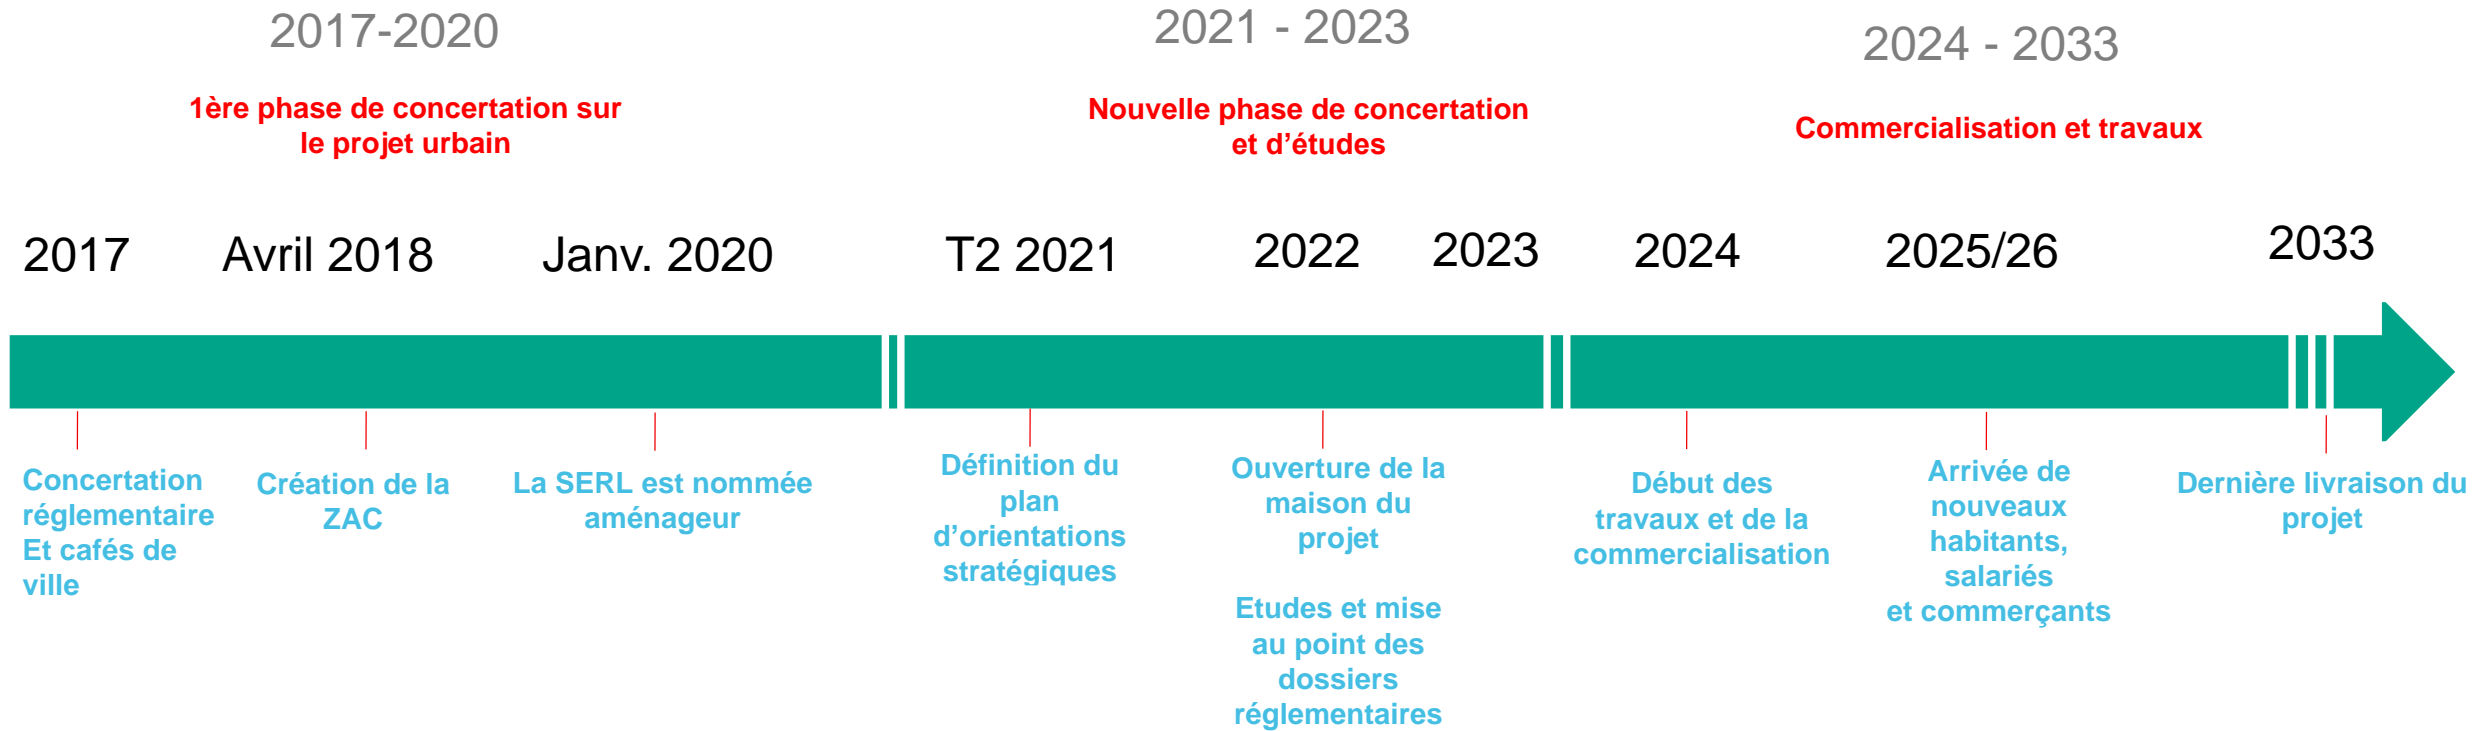 2017-2020
1ère phase de concertation sur
le projet urbain
2021 - 2023
Nouvelle phase de concertation
et d’études
2024 - 2033
Commercialisation et travaux
2017
Avril 2018
Janv. 2020
T2 2021
2022
2023
2024
2025/26
2033
Concertation
réglementaire
Et cafés de
ville
Création de la
ZAC
La SERL est nommée
aménageur
Définition du
plan
d’orientations
stratégiques
Ouverture de la
maison du
projet
Etudes et mise
au point des
dossiers
réglementaires
Début des
travaux et de la
commercialisation
Arrivée de
nouveaux
habitants,
salariés
et commerçants
Dernière livraison du
projet